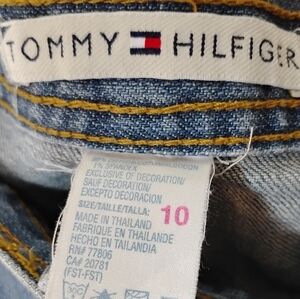 TOMMY HILFIGER
1% SPANDEX
EXCLUSIVE OF DECORATION/
SAUF DECORATION/
EXCEPTO DECORACION
SIZE/TAILLE/TALLA: 10
MADE IN THAILAND
FABRIQUE EN THAILANDE
HECHO EN TAILANDIA
RN# 77806
CA# 20781
(FST-FST)